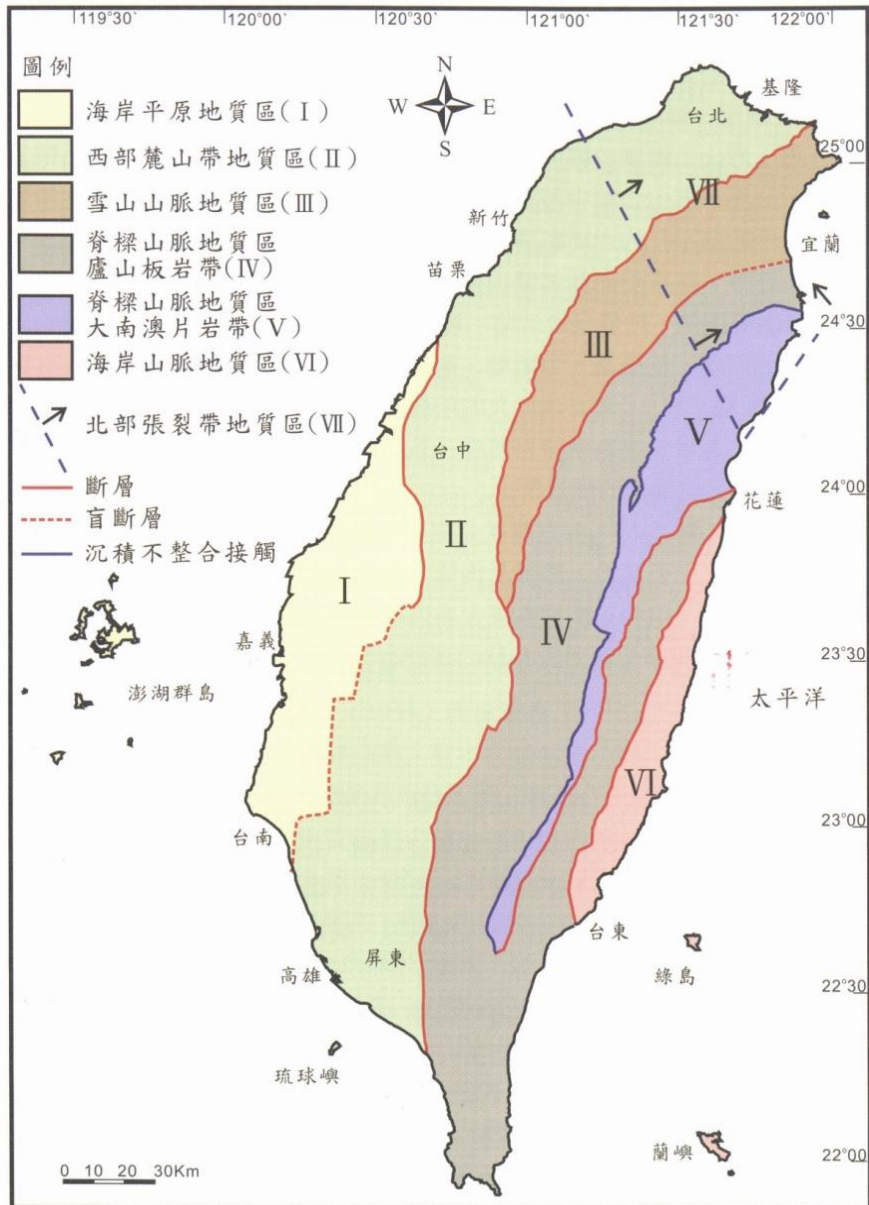 119°30´ 120°00´ 120°30´ 121°00´ 121°30´ 122°00´
圖例
海岸平原地質區(I)
西部麓山帶地質區(II)
雪山山脈地質區(III)
脊樑山脈地質區
廬山板岩帶(IV)
脊樑山脈地質區
大南澳片岩帶(V)
海岸山脈地質區(VI)
北部張裂帶地質區(VII)
斷層
盲斷層
沉積不整合接觸
N
W E
S
基隆
台北
25°00´
VII
新竹
宜蘭
苗栗
24°30´
III
V
台中
24°00´
花蓮
II
I
IV
嘉義
23°30´
澎湖群島
太平洋
VI
23°00´
台南
台東
屏東
綠島
高雄
22°30´
琉球嶼
蘭嶼
22°00´
0 10 20 30Km